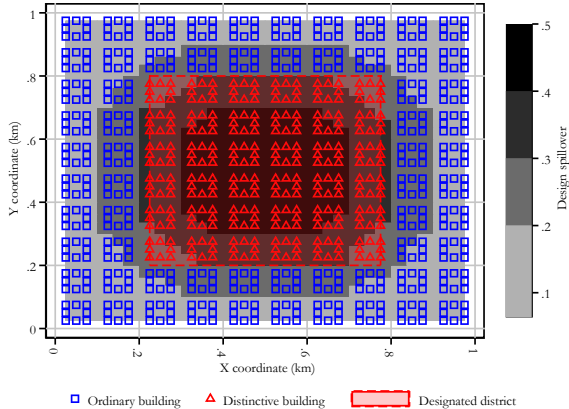 1
.8
.6
.4
.2
0
Y coordinate (km)
0
.2
.4
.6
.8
1
X coordinate (km)
.5
.4
.3
.2
.1
Design spillover
Ordinary building
Distinctive building
Designated district